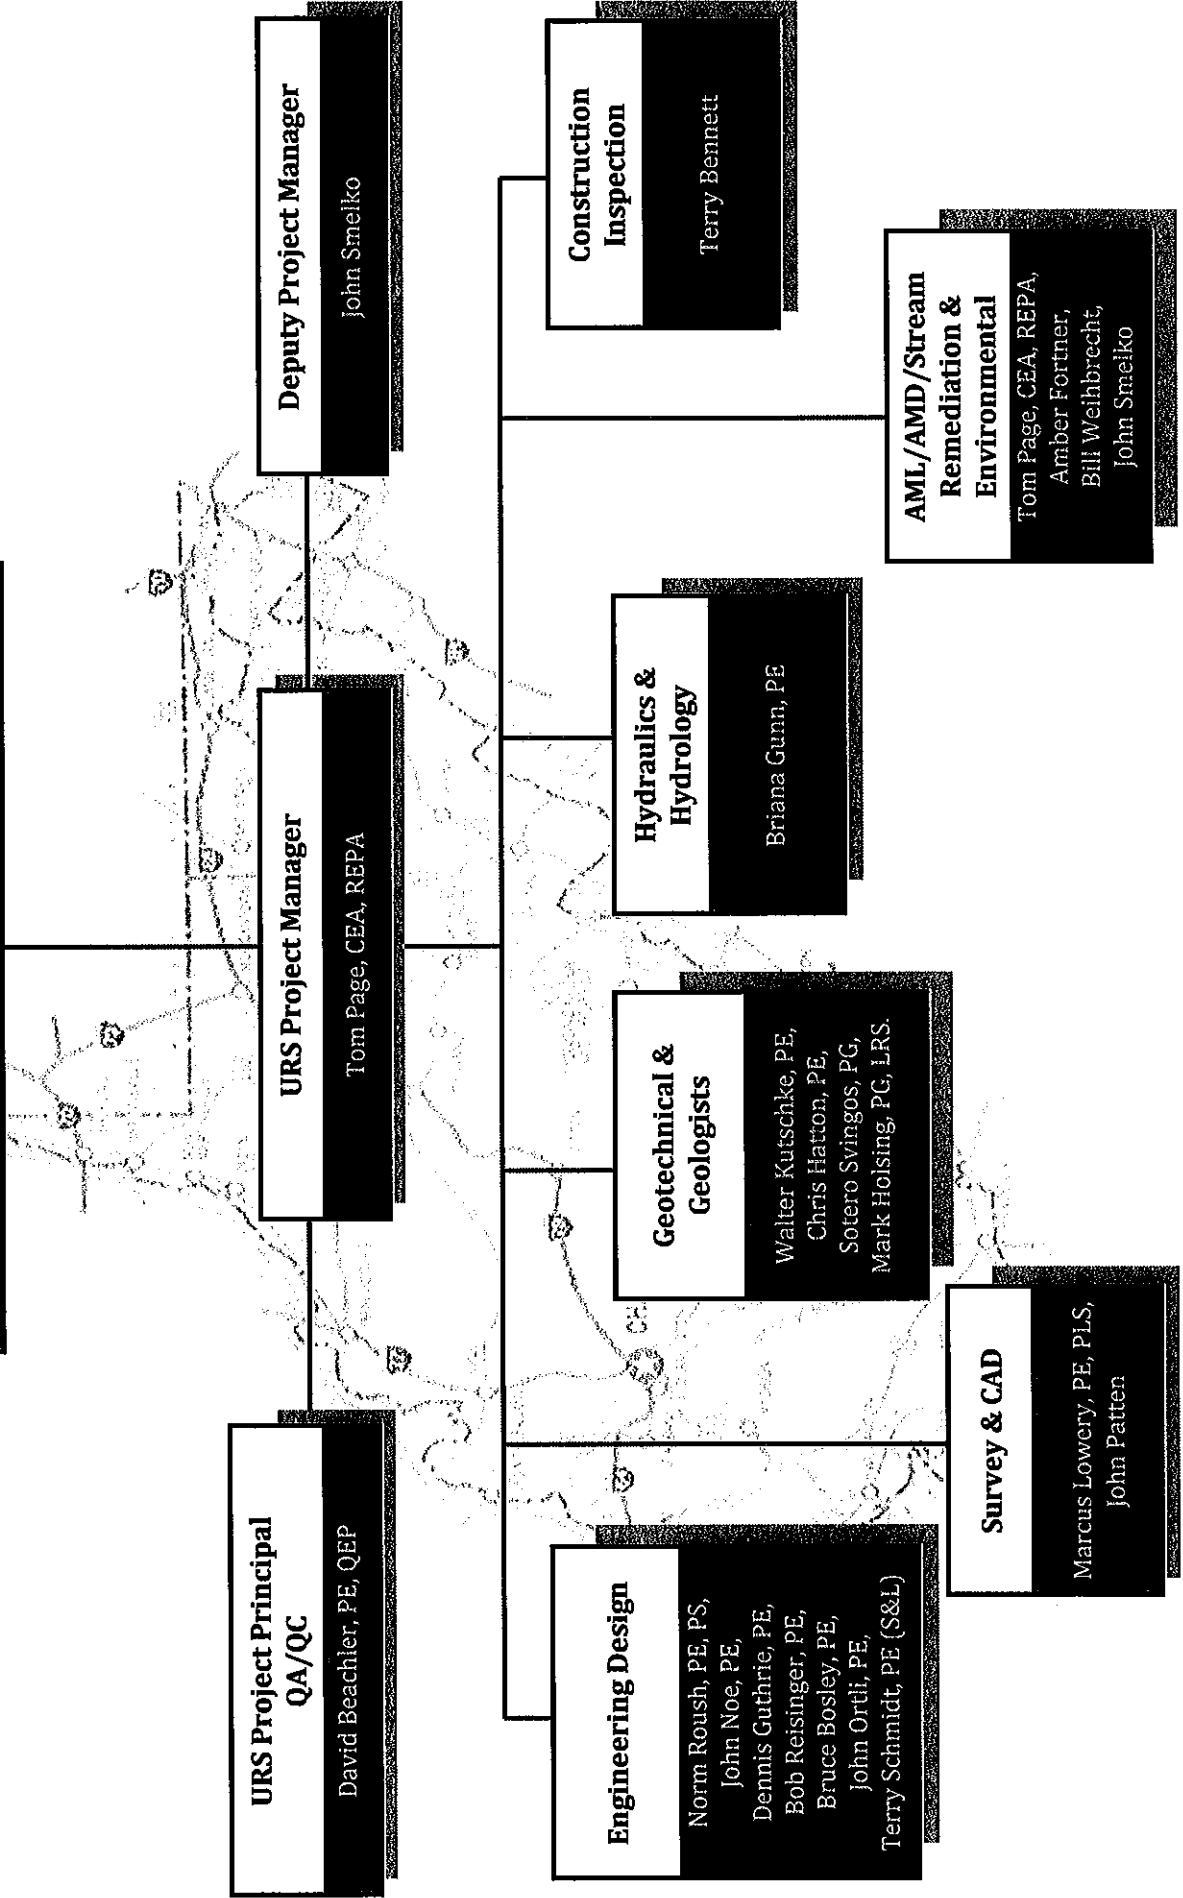 URS Project Principal
QA/QC
David Beachler, PE, QEP
URS Project Manager
Tom Page, CEA, REPA
Deputy Project Manager
John Smelko
Engineering Design
Norm Roush, PE, PS,
John Noe, PE,
Dennis Guthrie, PE,
Bob Reisinger, PE,
Bruce Bosley, PE,
John Ortli, PE,
Terry Schmidt, PE (S&L)
Survey & CAD
Marcus Lowery, PE, PLS,
John Patten
Geotechnical &
Geologists
Walter Kutschke, PE,
Chris Hatton, PE,
Sotero Svingos, PG,
Mark Holsing, PG, LRS.
Hydraulics &
Hydrology
Briana Gunn, PE
AML/AMD/Stream
Remediation &
Environmental
Tom Page, CEA, REPA,
Amber Fortner,
Bill Weihbrecht,
John Smelko
Construction
Inspection
Terry Bennett
CH